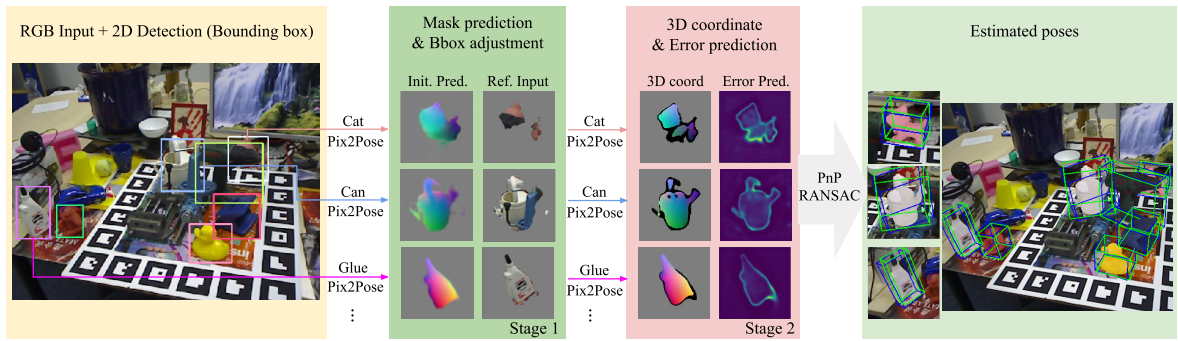 RGB Input + 2D Detection (Bounding box)
Cat
Pix2Pose
Can
Pix2Pose
Glue
Pix2Pose
⋮
Mask prediction
& Bbox adjustment
Init. Pred.
Ref. Input
Stage 1
Cat
Pix2Pose
Can
Pix2Pose
Glue
Pix2Pose
⋮
3D coordinate
& Error prediction
3D coord
Error Pred.
Stage 2
PnP
RANSAC
Estimated poses